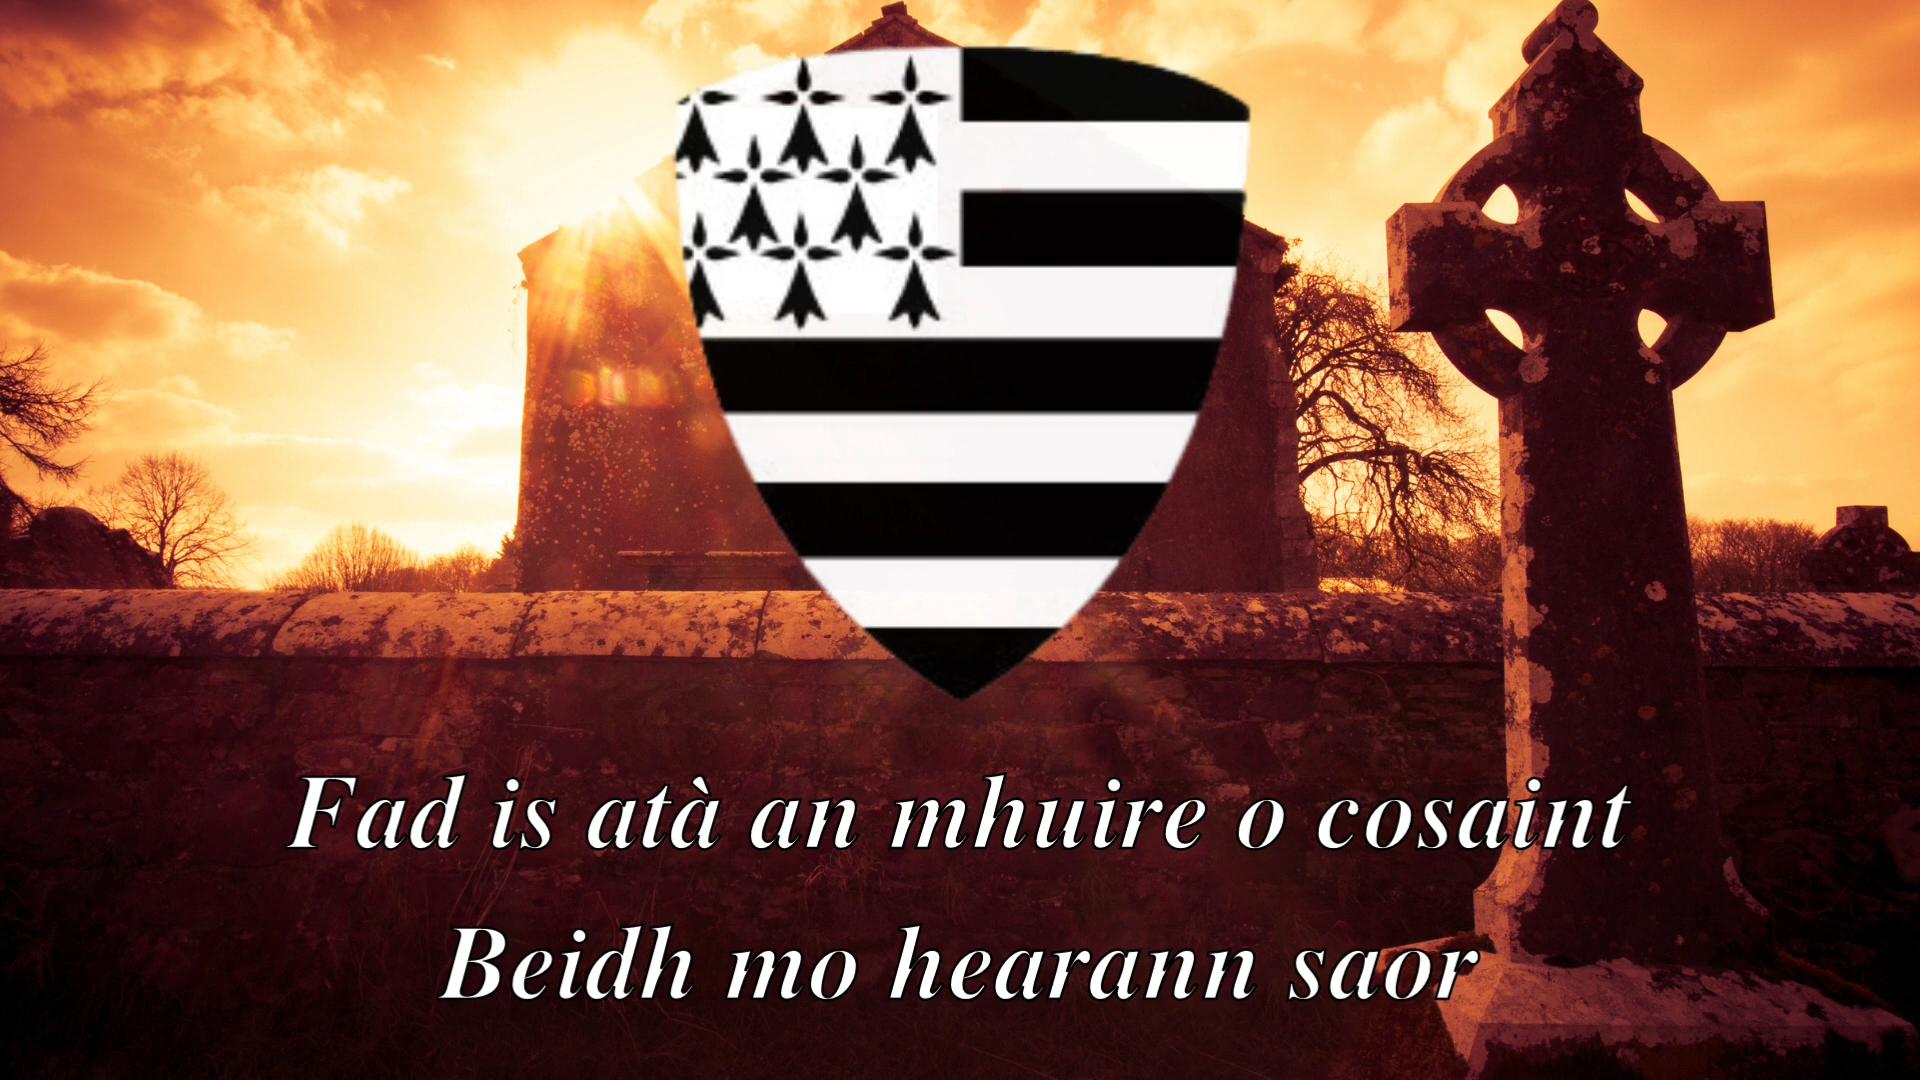 Fad is atà an mhuire o cosaint
Beidh mo hearann saor